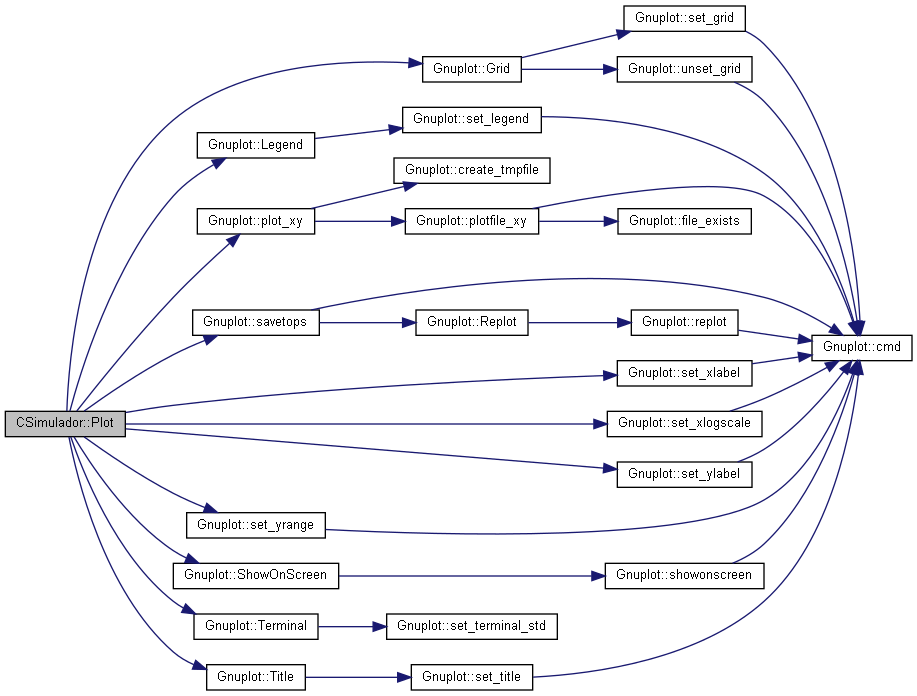 Gnuplot::set_grid
Gnuplot::Grid
Gnuplot::unset_grid
Gnuplot::set_legend
Gnuplot::Legend
Gnuplot::create_tmpfile
Gnuplot::plot_xy
Gnuplot::plotfile_xy
Gnuplot::file_exists
Gnuplot::savetops
Gnuplot::Replot
Gnuplot::replot
Gnuplot::cmd
Gnuplot::set_xlabel
CSimulador::Plot
Gnuplot::set_xlogscale
Gnuplot::set_ylabel
Gnuplot::set_yrange
Gnuplot::ShowOnScreen
Gnuplot::showonscreen
Gnuplot::Terminal
Gnuplot::set_terminal_std
Gnuplot::Title
Gnuplot::set_title